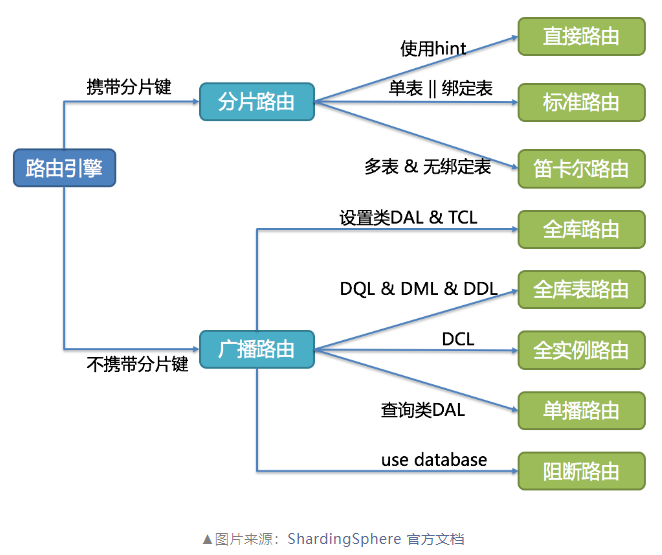 使用hint
直接路由
携带分片键
分片路由
单表 || 绑定表
标准路由
路由引擎
多表 & 无绑定表
笛卡尔路由
设置类DAL & TCL
全库路由
DQL & DML & DDL
全库表路由
不携带分片键
广播路由
DCL
全实例路由
查询类DAL
单播路由
use database
阻断路由
▲图片来源：ShardingSphere 官方文档